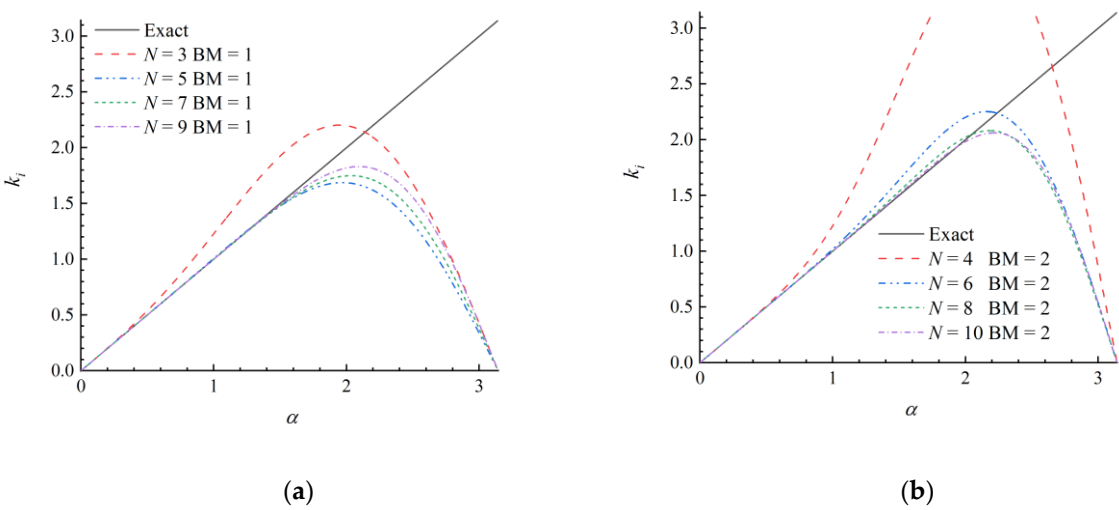 3.0
2.5
2.0
1.5
1.0
0.5
0.0
k_i
Exact
N = 3 BM = 1
N = 5 BM = 1
N = 7 BM = 1
N = 9 BM = 1
0 1 2 3
α
(a)
3.0
2.5
2.0
1.5
1.0
0.5
0.0
k_i
Exact
N = 4 BM = 2
N = 6 BM = 2
N = 8 BM = 2
N = 10 BM = 2
0 1 2 3
α
(b)